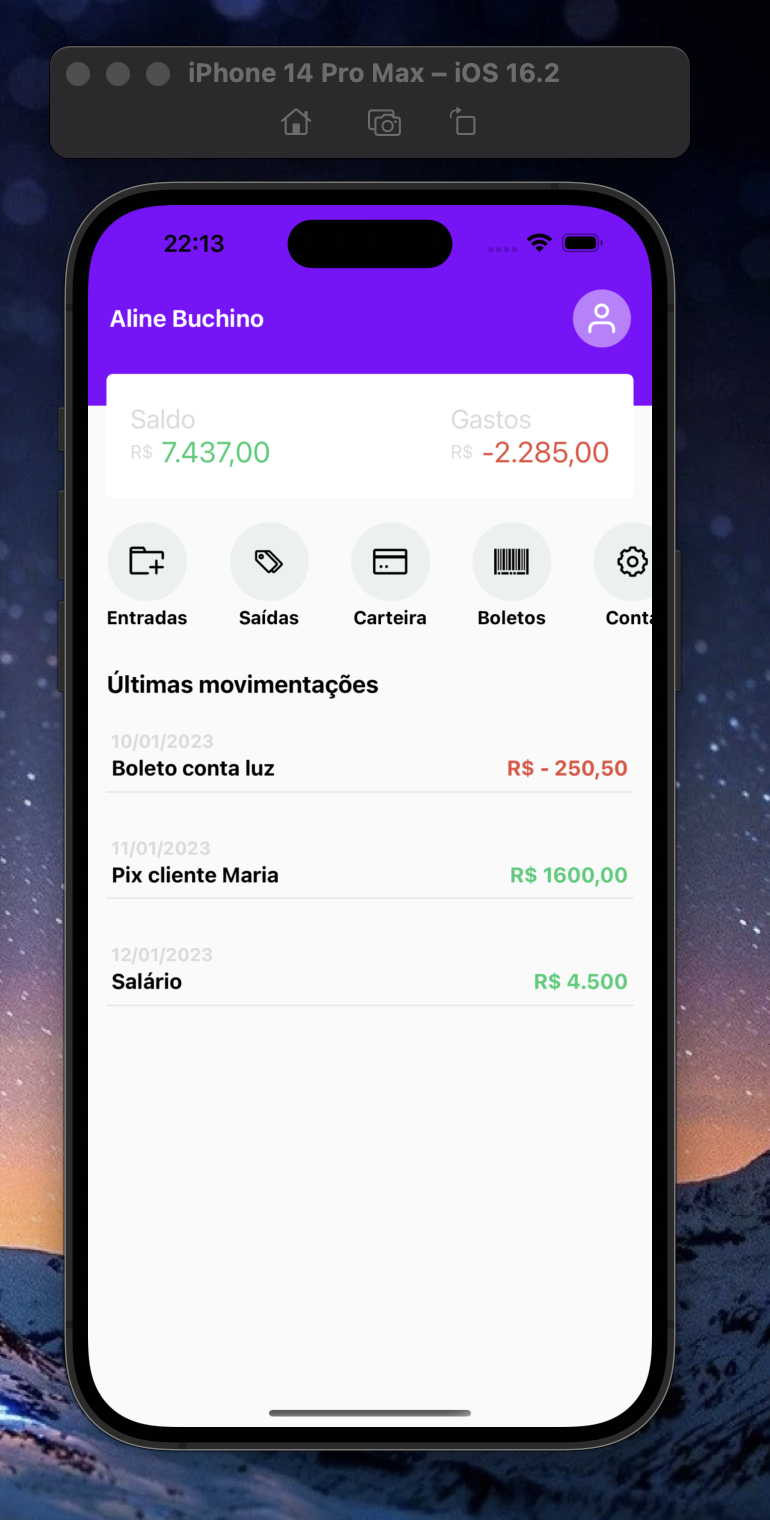 iPhone 14 Pro Max – iOS 16.2
22:13
Aline Buchino
Saldo Gastos
R$ 7.437,00 R$ -2.285,00
Entradas Saídas Carteira Boletos Conta
Últimas movimentações
10/01/2023
Boleto conta luz R$ - 250,50
11/01/2023
Pix cliente Maria R$ 1600,00
12/01/2023
Salário R$ 4.500